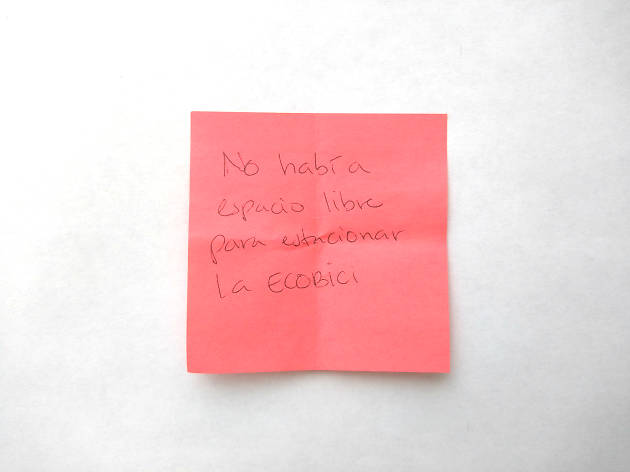 No había
espacio libre
para estacionar
la ECOBICI